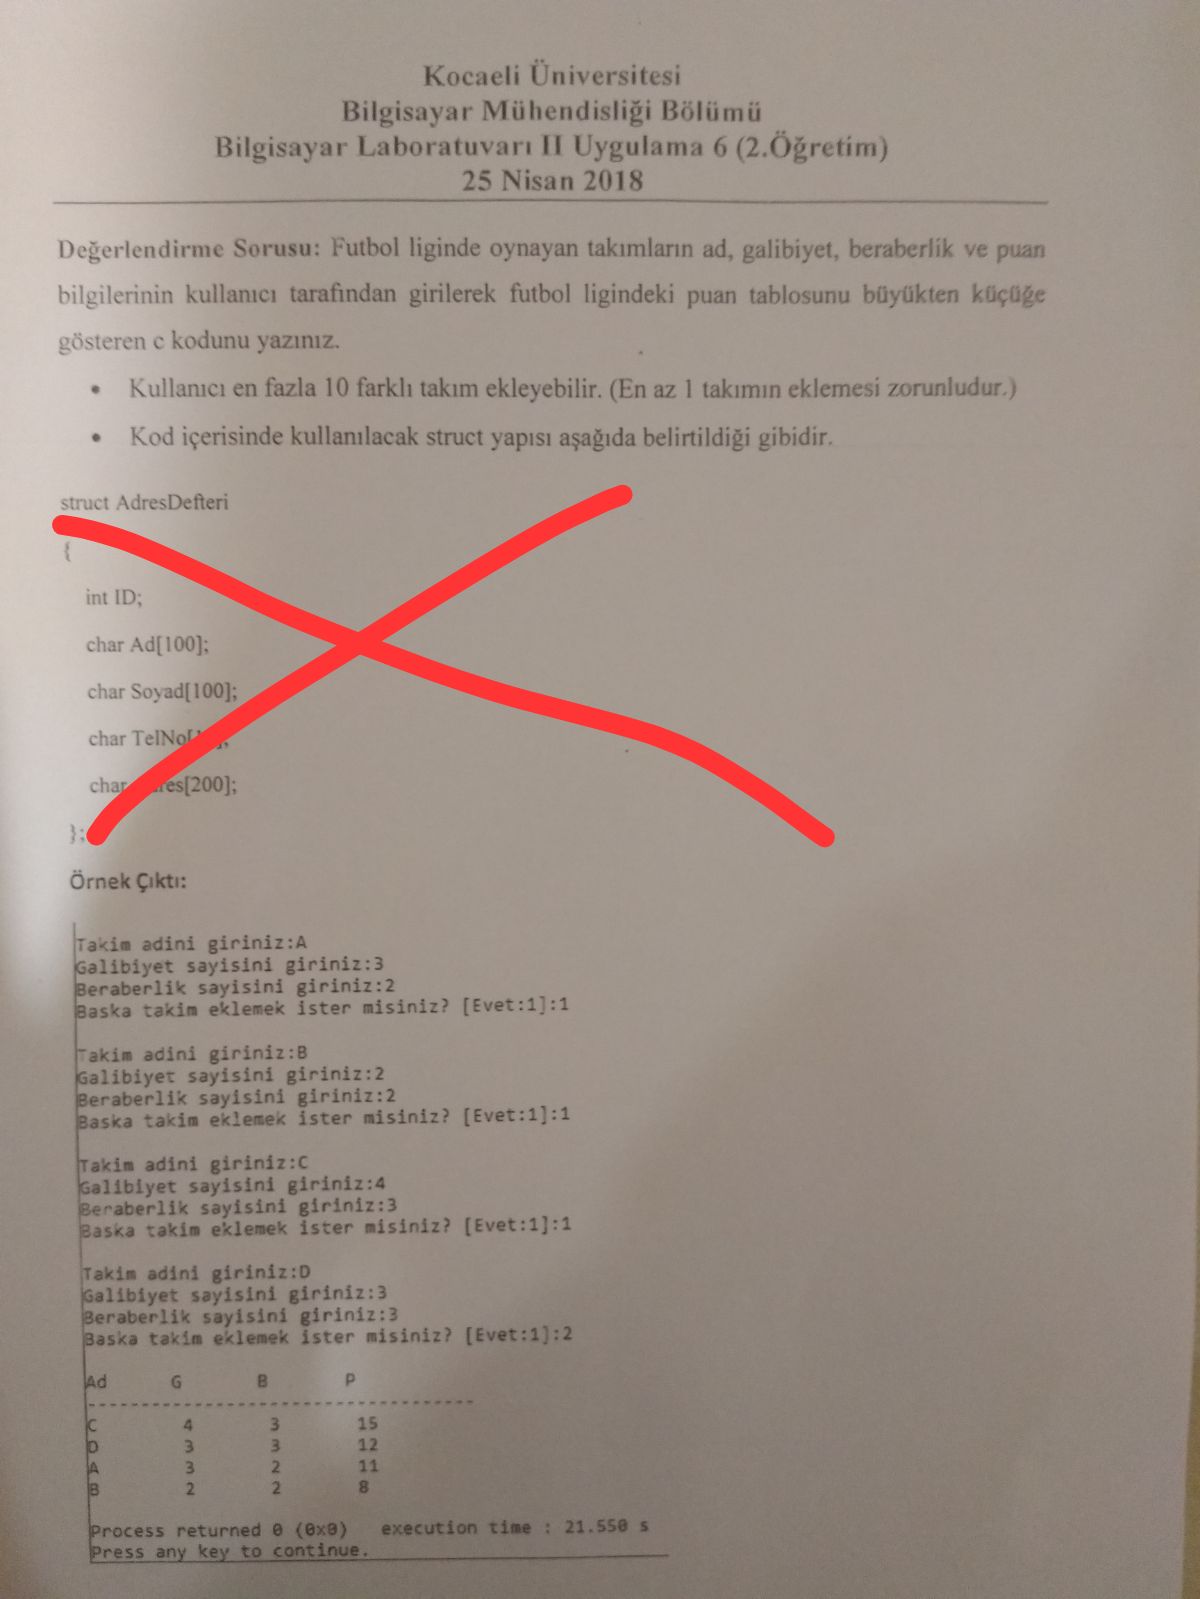 Kocaeli Üniversitesi
Bilgisayar Mühendisliği Bölümü
Bilgisayar Laboratuvarı II Uygulama 6 (2.Öğretim)
25 Nisan 2018
Değerlendirme Sorusu: Futbol liginde oynayan takımların ad, galibiyet, beraberlik ve puan
bilgilerinin kullanıcı tarafından girilerek futbol ligindeki puan tablosunu büyükten küçüğe
gösteren c kodunu yazınız.
• Kullanıcı en fazla 10 farklı takım ekleyebilir. (En az 1 takımın eklemesi zorunludur.)
• Kod içerisinde kullanılacak struct yapısı aşağıda belirtildiği gibidir.
struct AdresDefteri
{
int ID;
char Ad[100];
char Soyad[100];
char
char
};
Örnek Çıktı:
Takim adini giriniz:A
Galibiyet sayisini giriniz:3
Beraberlik sayisini giriniz:2
Baska takim eklemek ister misiniz? [Evet:1]:1
Takim adini giriniz:B
Galibiyet sayisini giriniz:2
Beraberlik sayisini giriniz:2
Baska takim eklemek ister misiniz? [Evet:1]:1
Takim adini giriniz:C
Galibiyet sayisini giriniz:4
Beraberlik sayisini giriniz:3
Baska takim eklemek ister misiniz? [Evet:1]:1
Takim adini giriniz:D
Galibiyet sayisini giriniz:3
Beraberlik sayisini giriniz:3
Baska takim eklemek ister misiniz? [Evet:1]:2
Ad G B P
------------------------------------
C 4 3 15
D 3 3 12
A 3 2 11
B 2 2 8
Process returned 0 (0x0) execution time : 21.550 s
Press any key to continue.